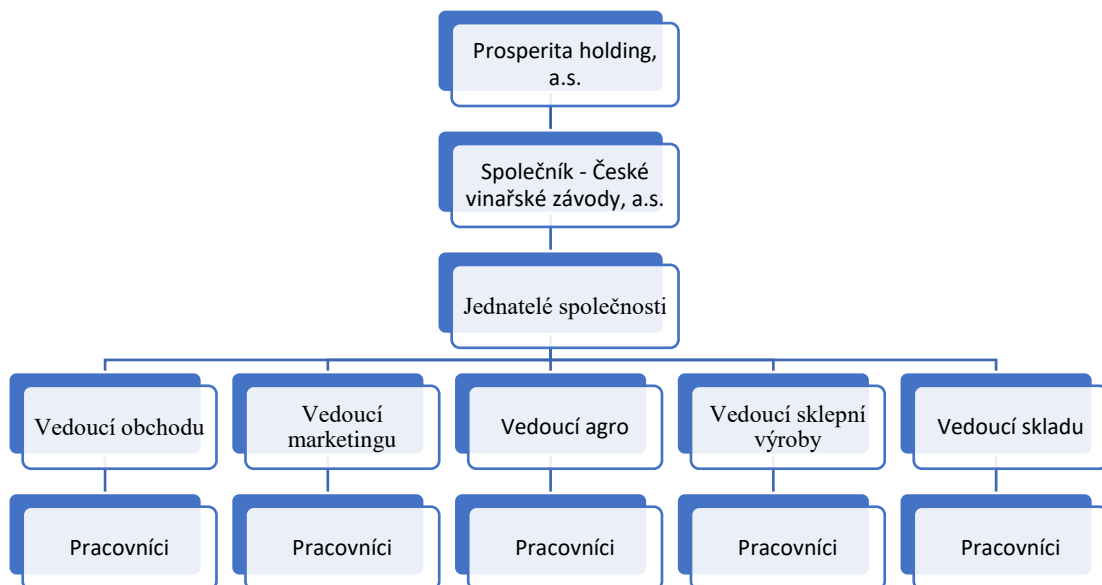 Prosperita holding,
a.s.
Společník - České
vinařské závody, a.s.
Jednatelé společnosti
Vedoucí obchodu
Vedoucí
marketingu
Vedoucí agro
Vedoucí sklepní
výroby
Vedoucí skladu
Pracovníci
Pracovníci
Pracovníci
Pracovníci
Pracovníci